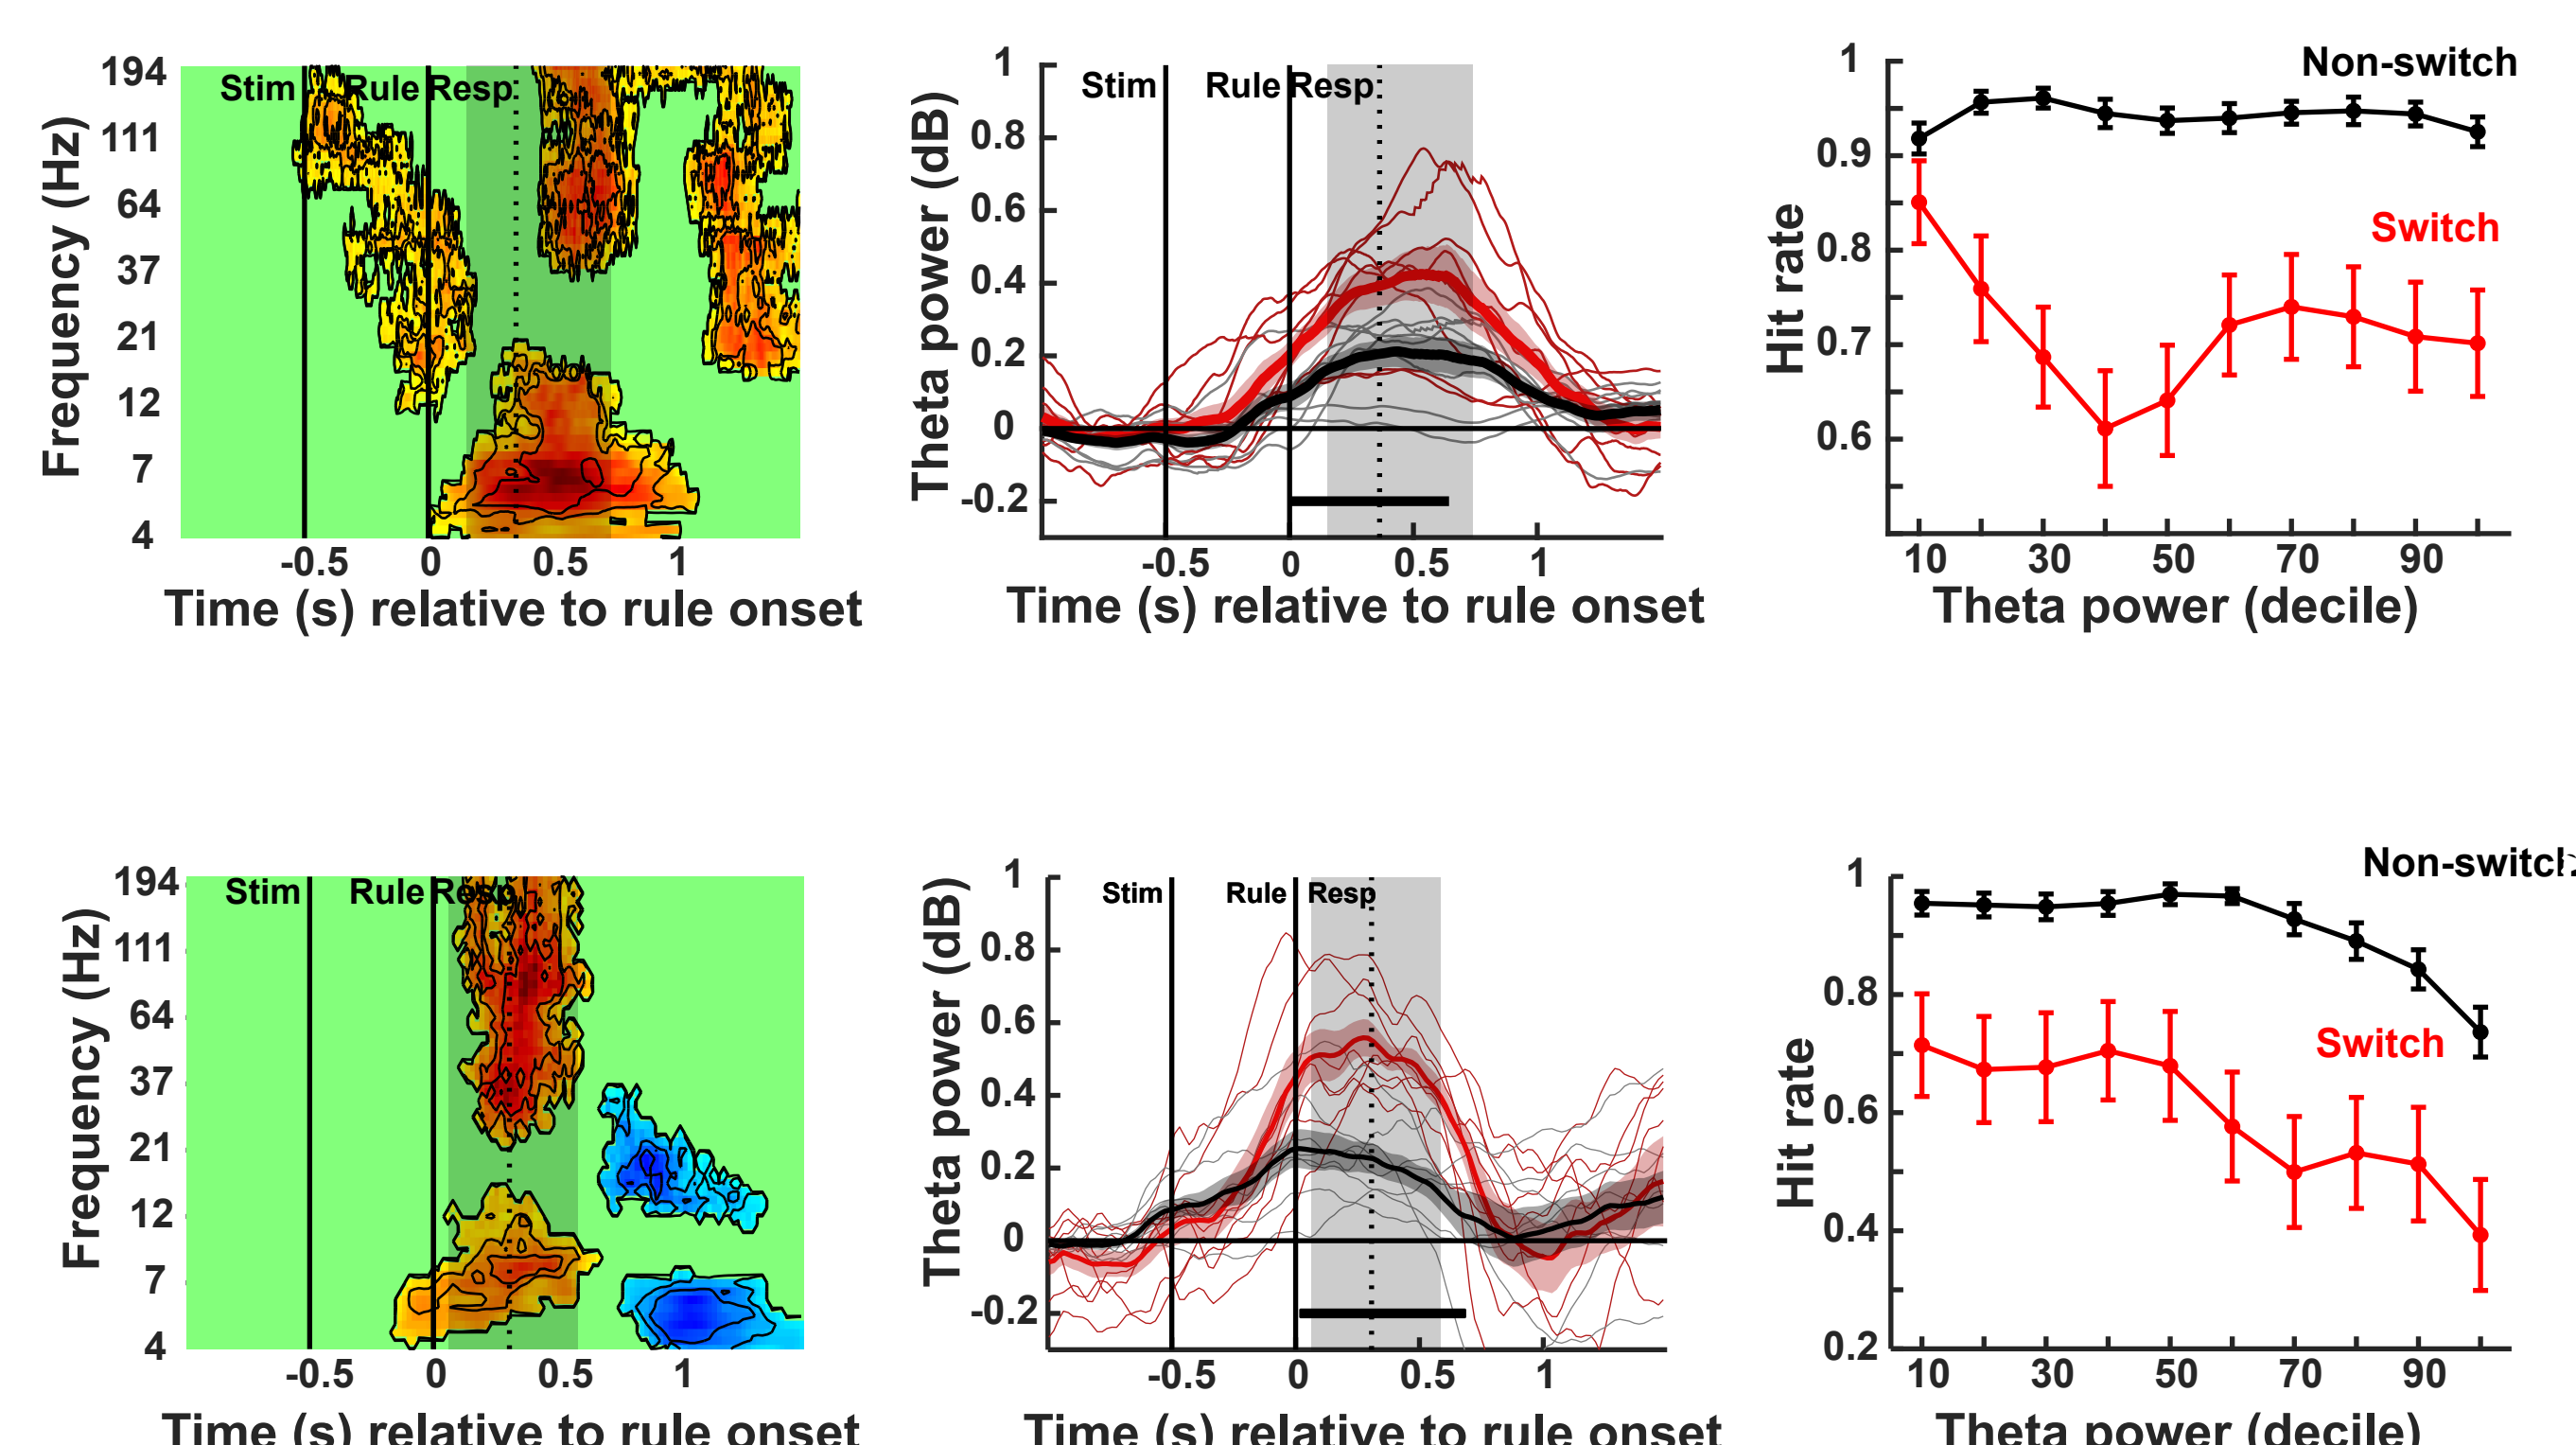 Stim Rule Resp
194
111
64
37
21
12
7
4
Frequency (Hz)
-0.5 0 0.5 1
Time (s) relative to rule onset
Stim Rule Resp
1
0.8
0.6
0.4
0.2
0
-0.2
Theta power (dB)
-0.5 0 0.5 1
Time (s) relative to rule onset
Non-switch
Switch
1
0.9
0.8
0.7
0.6
Hit rate
10 30 50 70 90
Theta power (decile)
Stim Rule Resp
194
111
64
37
21
12
7
4
Frequency (Hz)
-0.5 0 0.5 1
Time (s) relative to rule onset
Stim Rule Resp
1
0.8
0.6
0.4
0.2
0
-0.2
Theta power (dB)
-0.5 0 0.5 1
Time (s) relative to rule onset
Non-switch
Switch
1
0.8
0.6
0.4
0.2
Hit rate
10 30 50 70 90
Theta power (decile)